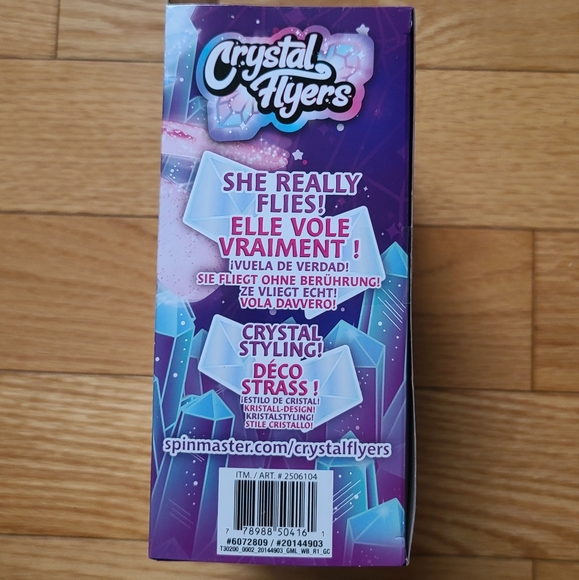 Crystal
Flyers
SHE REALLY
FLIES!
ELLE VOLE
VRAIMENT !
¡VUELA DE VERDAD!
SIE FLIEGT OHNE BERÜHRUNG!
ZE VLIEGT ECHT!
VOLA DAVVERO!
CRYSTAL
STYLING!
DÉCO
STRASS !
¡ESTILO DE CRISTAL!
KRISTALL-DESIGN!
KRISTALSTYLING!
STILE CRISTALLO!
spinmaster.com/crystalflyers
ITM. / ART. # 2506104
7 78988 50416 1
#6072809 / #20144903
T30200_0002_20144903_GML_WB_R1_GC